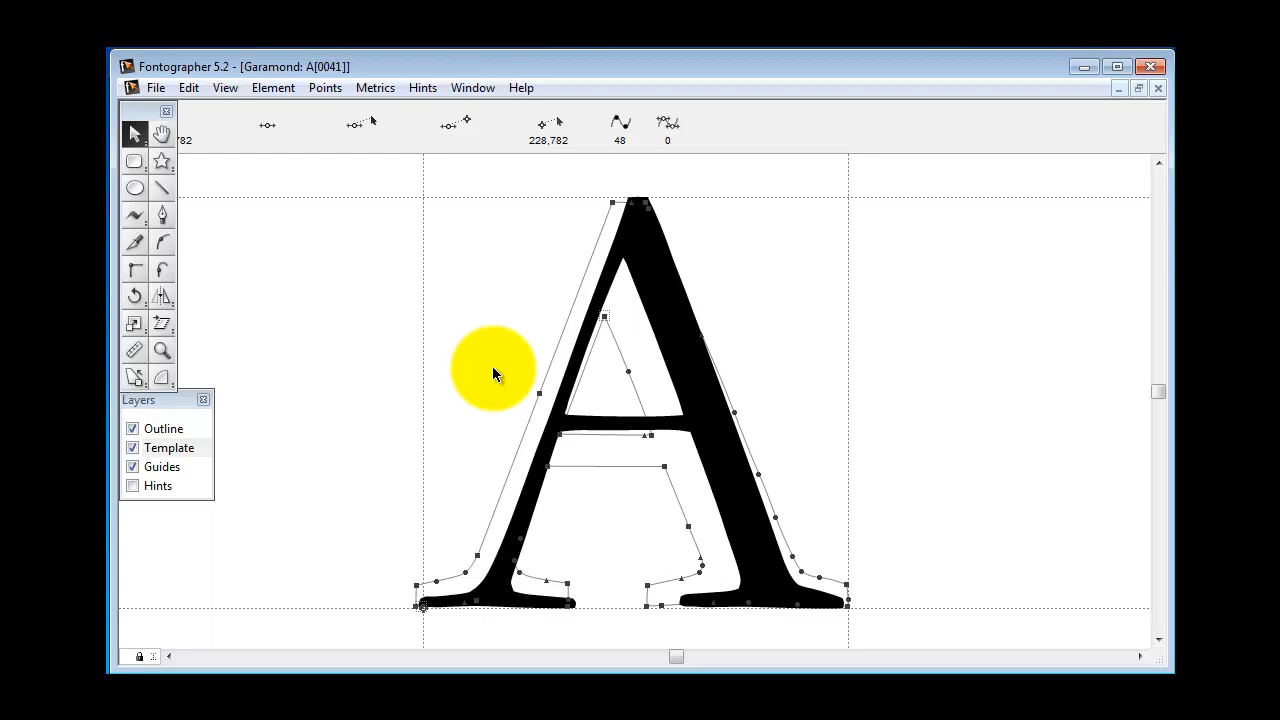 Fontographer 5.2 - [Garamond: A[0041]]
File Edit View Element Points Metrics Hints Window Help
782 228,782 48 0
A
Layers
Outline
Template
Guides
Hints